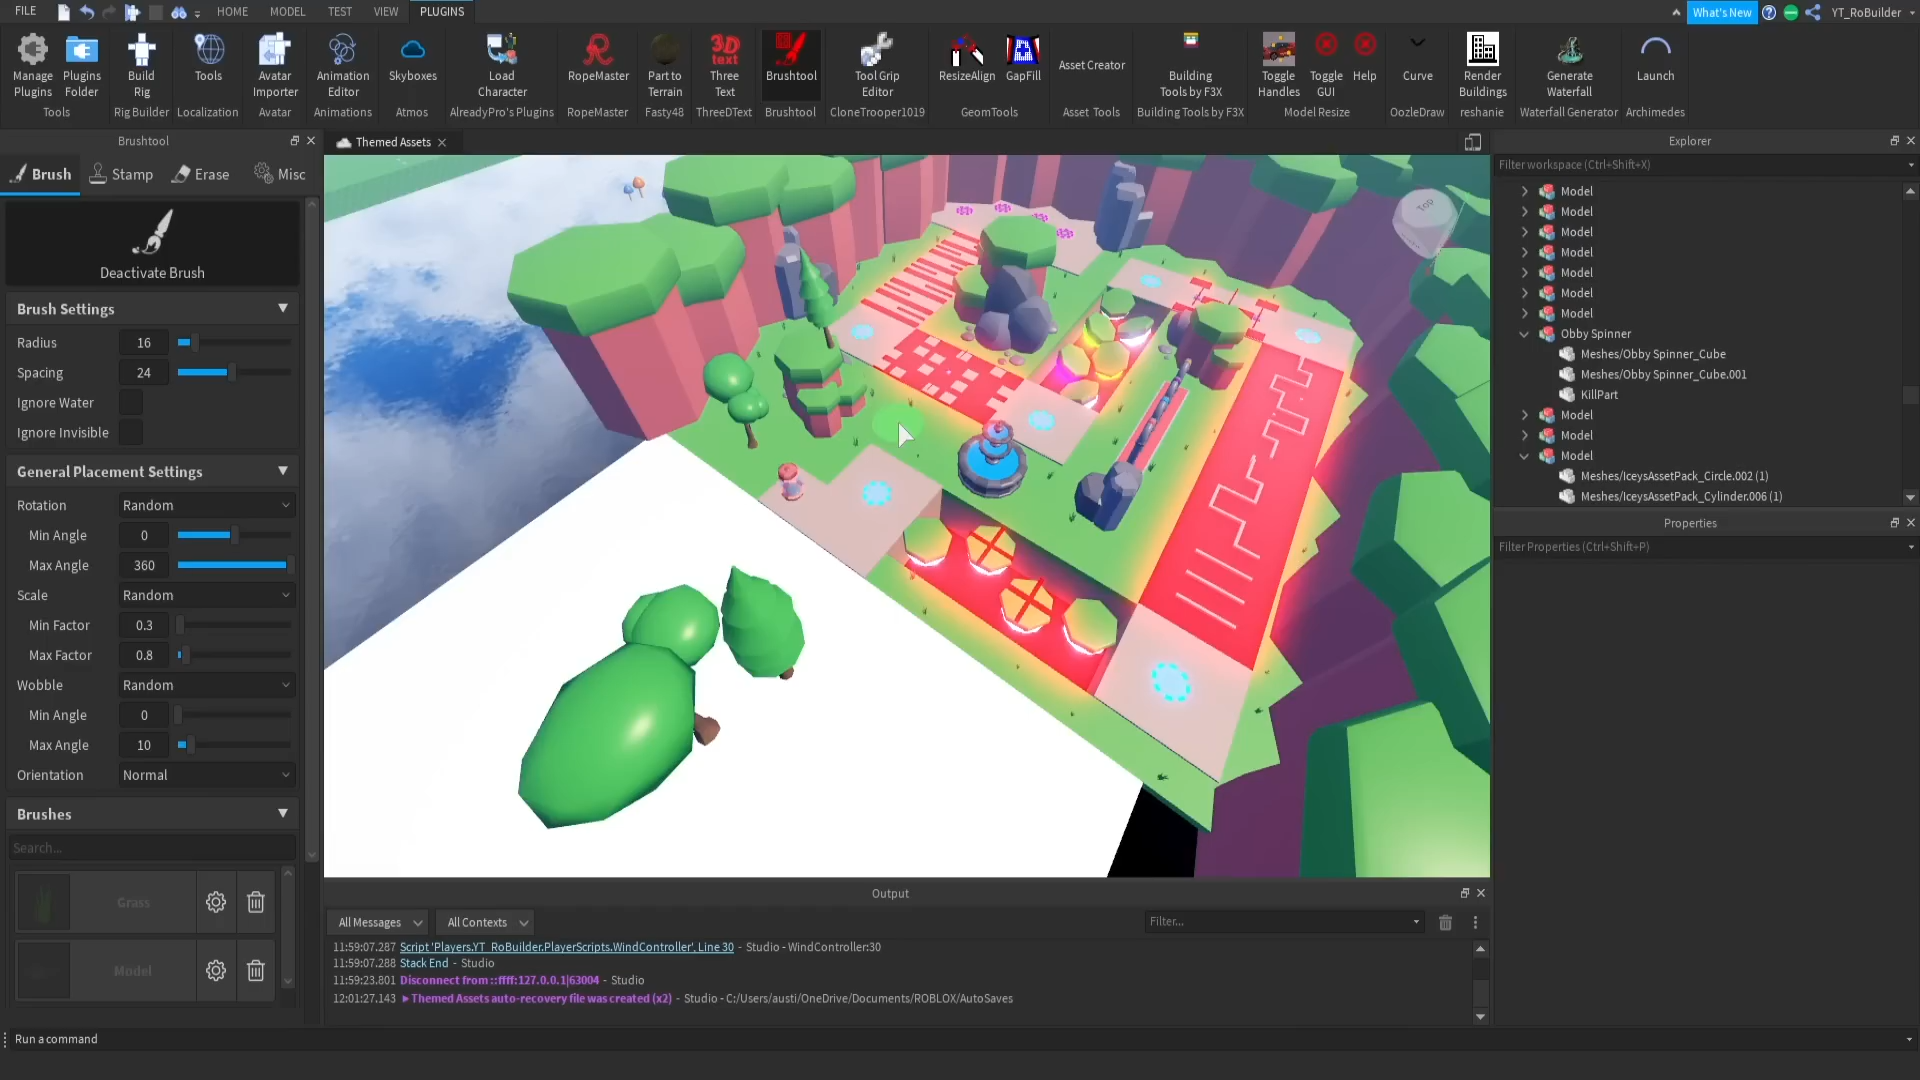 FILE
HOME
MODEL
TEST
VIEW
PLUGINS
What's New
YT_RoBuilder
Manage Plugins
Plugins Folder
Tools
Build Rig
Rig Builder
Tools
Localization
Avatar Importer
Avatar
Animation Editor
Animations
Skyboxes
Atmos
Load Character
AlreadyPro's Plugins
RopeMaster
RopeMaster
Part to Terrain
Fasty48
3D text
Three Text
ThreeDText
Brushtool
Brushtool
Tool Grip Editor
CloneTrooper1019
ResizeAlign
GapFill
GeomTools
Asset Creator
Asset Tools
Building Tools by F3X
Building Tools by F3X
Toggle Handles
Toggle GUI
Help
Model Resize
Curve
OozleDraw
Render Buildings
reshanie
Generate Waterfall
Waterfall Generator
Launch
Archimedes
Brushtool
Brush
Stamp
Erase
Misc
Deactivate Brush
Brush Settings
Radius 16
Spacing 24
Ignore Water
Ignore Invisible
General Placement Settings
Rotation Random
Min Angle 0
Max Angle 360
Scale Random
Min Factor 0.3
Max Factor 0.8
Wobble Random
Min Angle 0
Max Angle 10
Orientation Normal
Brushes
Search...
Grass
Model
Themed Assets
Top
Output
All Messages
All Contexts
Filter...
11:59:07.287 Script 'Players.YT_RoBuilder.PlayerScripts.WindController', Line 30 - Studio - WindController:30
11:59:07.288 Stack End - Studio
11:59:23.801 Disconnect from ::ffff:127.0.0.1|63004 - Studio
12:01:27.143 Themed Assets auto-recovery file was created (x2) - Studio - C:/Users/austi/OneDrive/Documents/ROBLOX/AutoSaves
Run a command
Explorer
Filter workspace (Ctrl+Shift+X)
Model
Model
Model
Model
Model
Model
Model
Obby Spinner
Meshes/Obby Spinner_Cube
Meshes/Obby Spinner_Cube.001
KillPart
Model
Model
Model
Meshes/IceysAssetPack_Circle.002 (1)
Meshes/IceysAssetPack_Cylinder.006 (1)
Properties
Filter Properties (Ctrl+Shift+P)